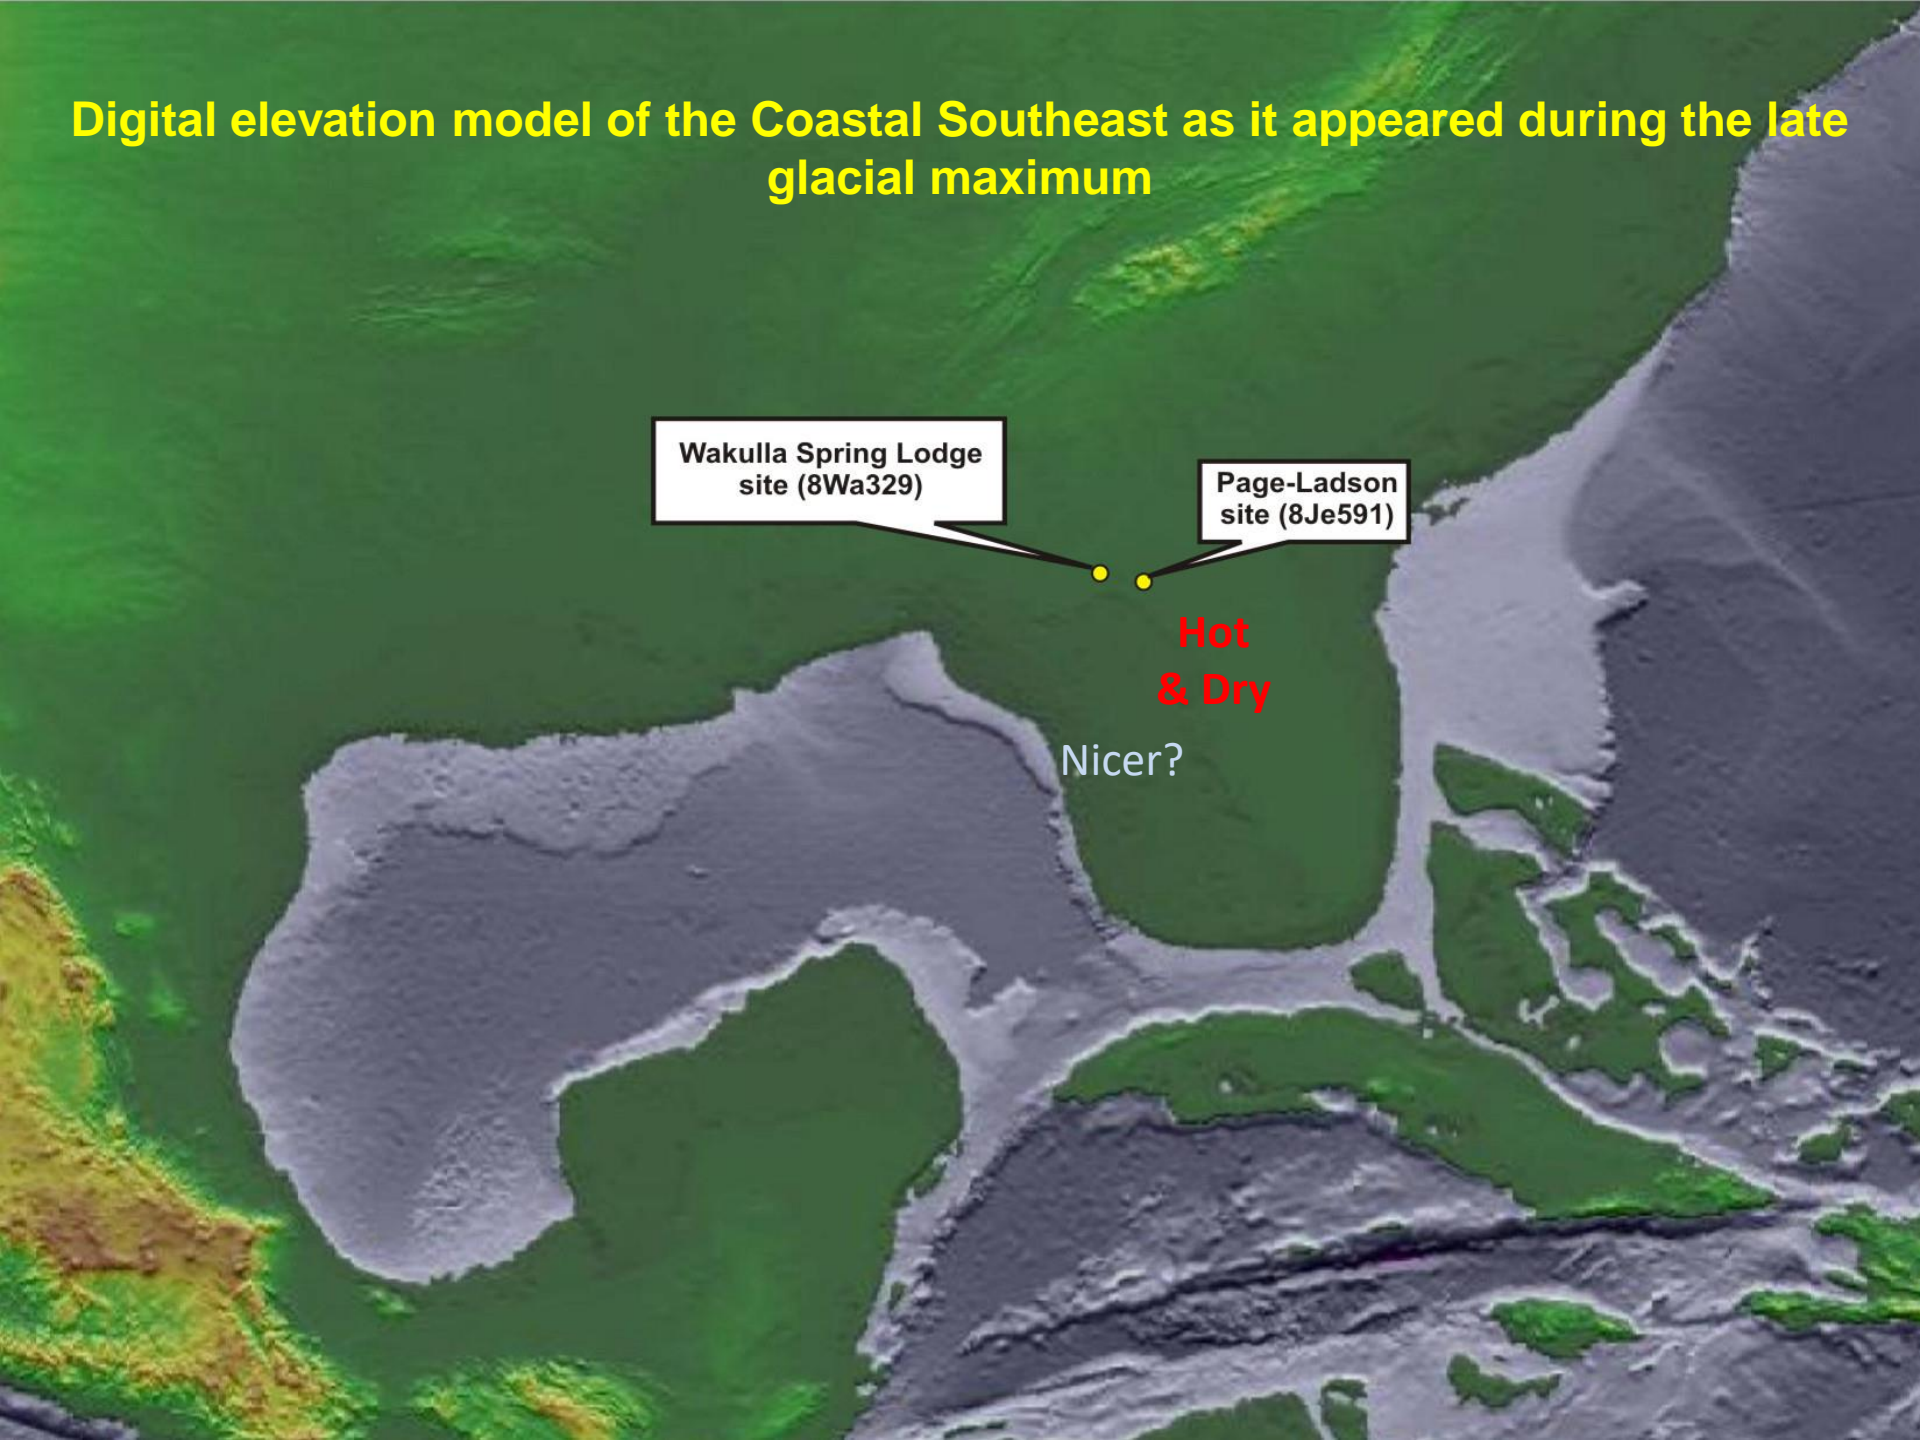 Digital elevation model of the Coastal Southeast as it appeared during the late
glacial maximum
Wakulla Spring Lodge
site (8Wa329)
Page-Ladson
site (8Je591)
Hot
& Dry
Nicer?